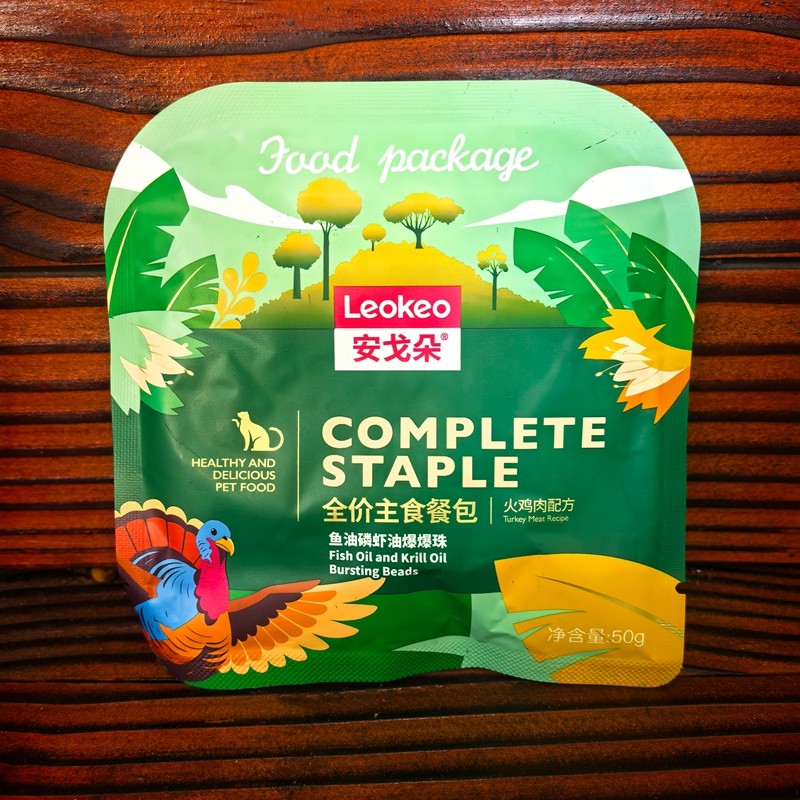 Food package
Leokeo
安戈朵®
HEALTHY AND
DELICIOUS
PET FOOD
COMPLETE
STAPLE
全价主食餐包
火鸡肉配方
Turkey Meat Recipe
鱼油磷虾油爆爆珠
Fish Oil and Krill Oil
Bursting Beads
净含量:50g